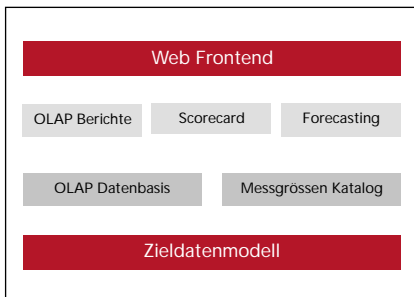 Web Frontend
OLAP Berichte
Scorecard
Forecasting
OLAP Datenbasis
Messgrössen Katalog
Zieldatenmodell